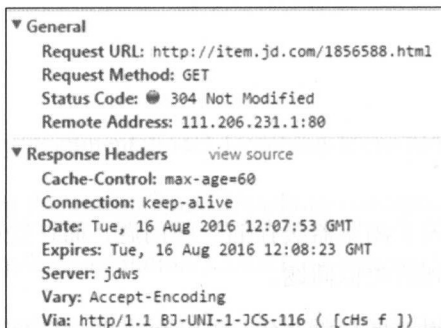 ▼ General
Request URL: http://item.jd.com/1856588.html
Request Method: GET
Status Code: 304 Not Modified
Remote Address: 111.206.231.1:80
▼ Response Headers view source
Cache-Control: max-age=60
Connection: keep-alive
Date: Tue, 16 Aug 2016 12:07:53 GMT
Expires: Tue, 16 Aug 2016 12:08:23 GMT
Server: jdws
Vary: Accept-Encoding
Via: http/1.1 BJ-UNI-1-JCS-116 ( [cHs f ])